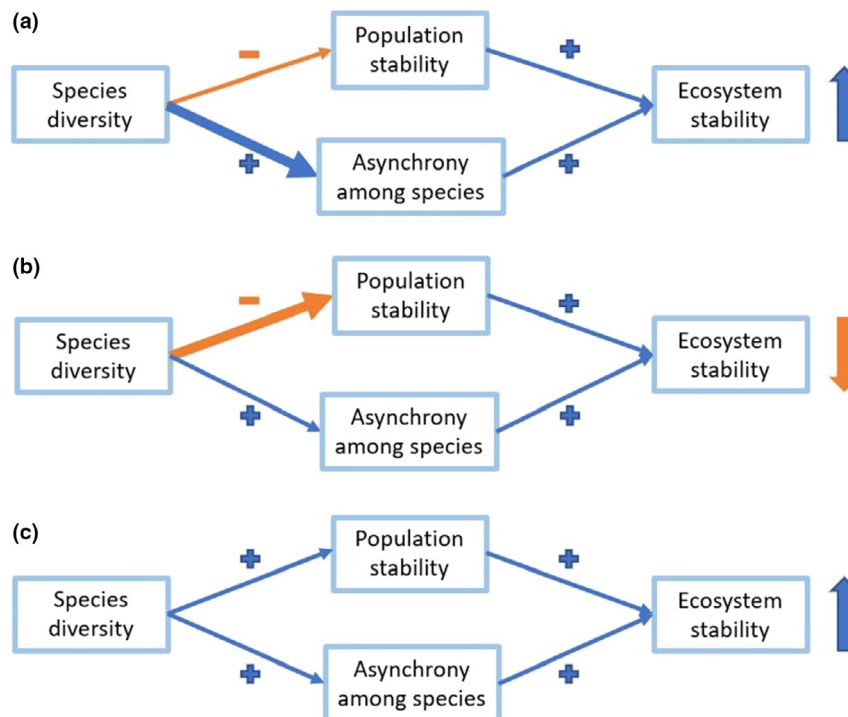 (a)
Population
stability
Species
diversity
Ecosystem
stability
Asynchrony
among species
(b)
Population
stability
Species
diversity
Ecosystem
stability
Asynchrony
among species
(c)
Population
stability
Species
diversity
Ecosystem
stability
Asynchrony
among species